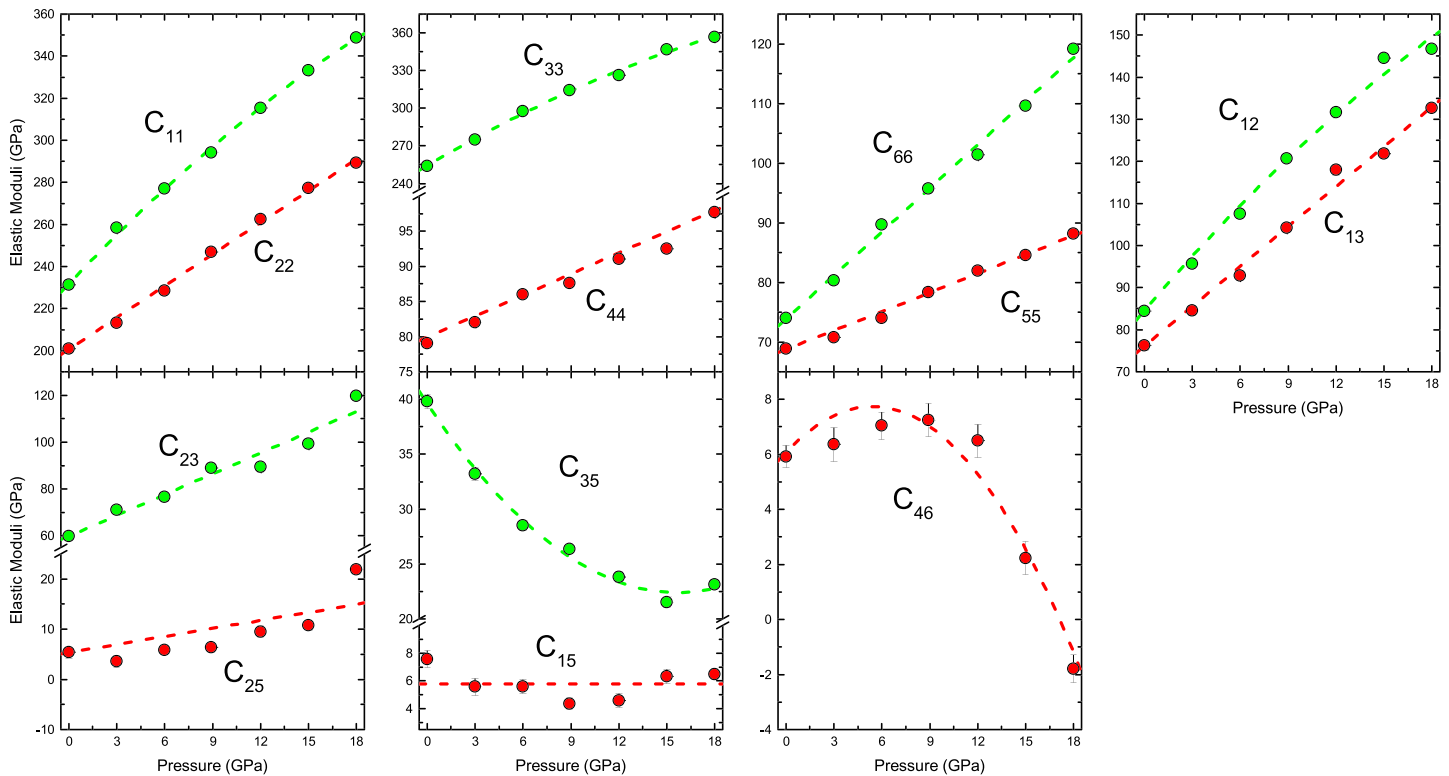 360
340
320
300
280
260
240
220
200
Elastic Moduli (GPa)
C11
C22
360
330
300
270
240
95
90
85
80
75
C33
C44
120
110
100
90
80
70
C66
C55
150
140
130
120
110
100
90
80
70
C12
C13
0 3 6 9 12 15 18
Pressure (GPa)
120
100
80
60
20
10
0
-10
Elastic Moduli (GPa)
C23
C25
0 3 6 9 12 15 18
Pressure (GPa)
40
35
30
25
20
8
6
4
C35
C15
0 3 6 9 12 15 18
Pressure (GPa)
8
6
4
2
0
-2
-4
C46
0 3 6 9 12 15 18
Pressure (GPa)